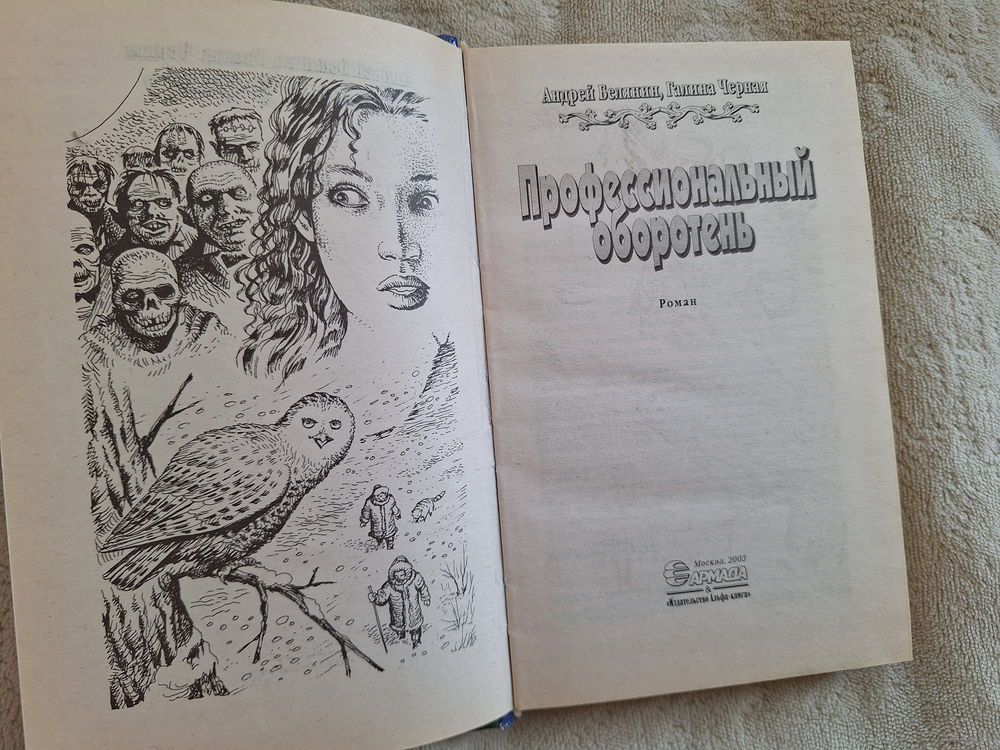 Андрей Белянин, Галина Черная
Профессиональный
оборотень
Роман
Москва, 2003
АРМАДА
&
«Издательство Альфа-книга»